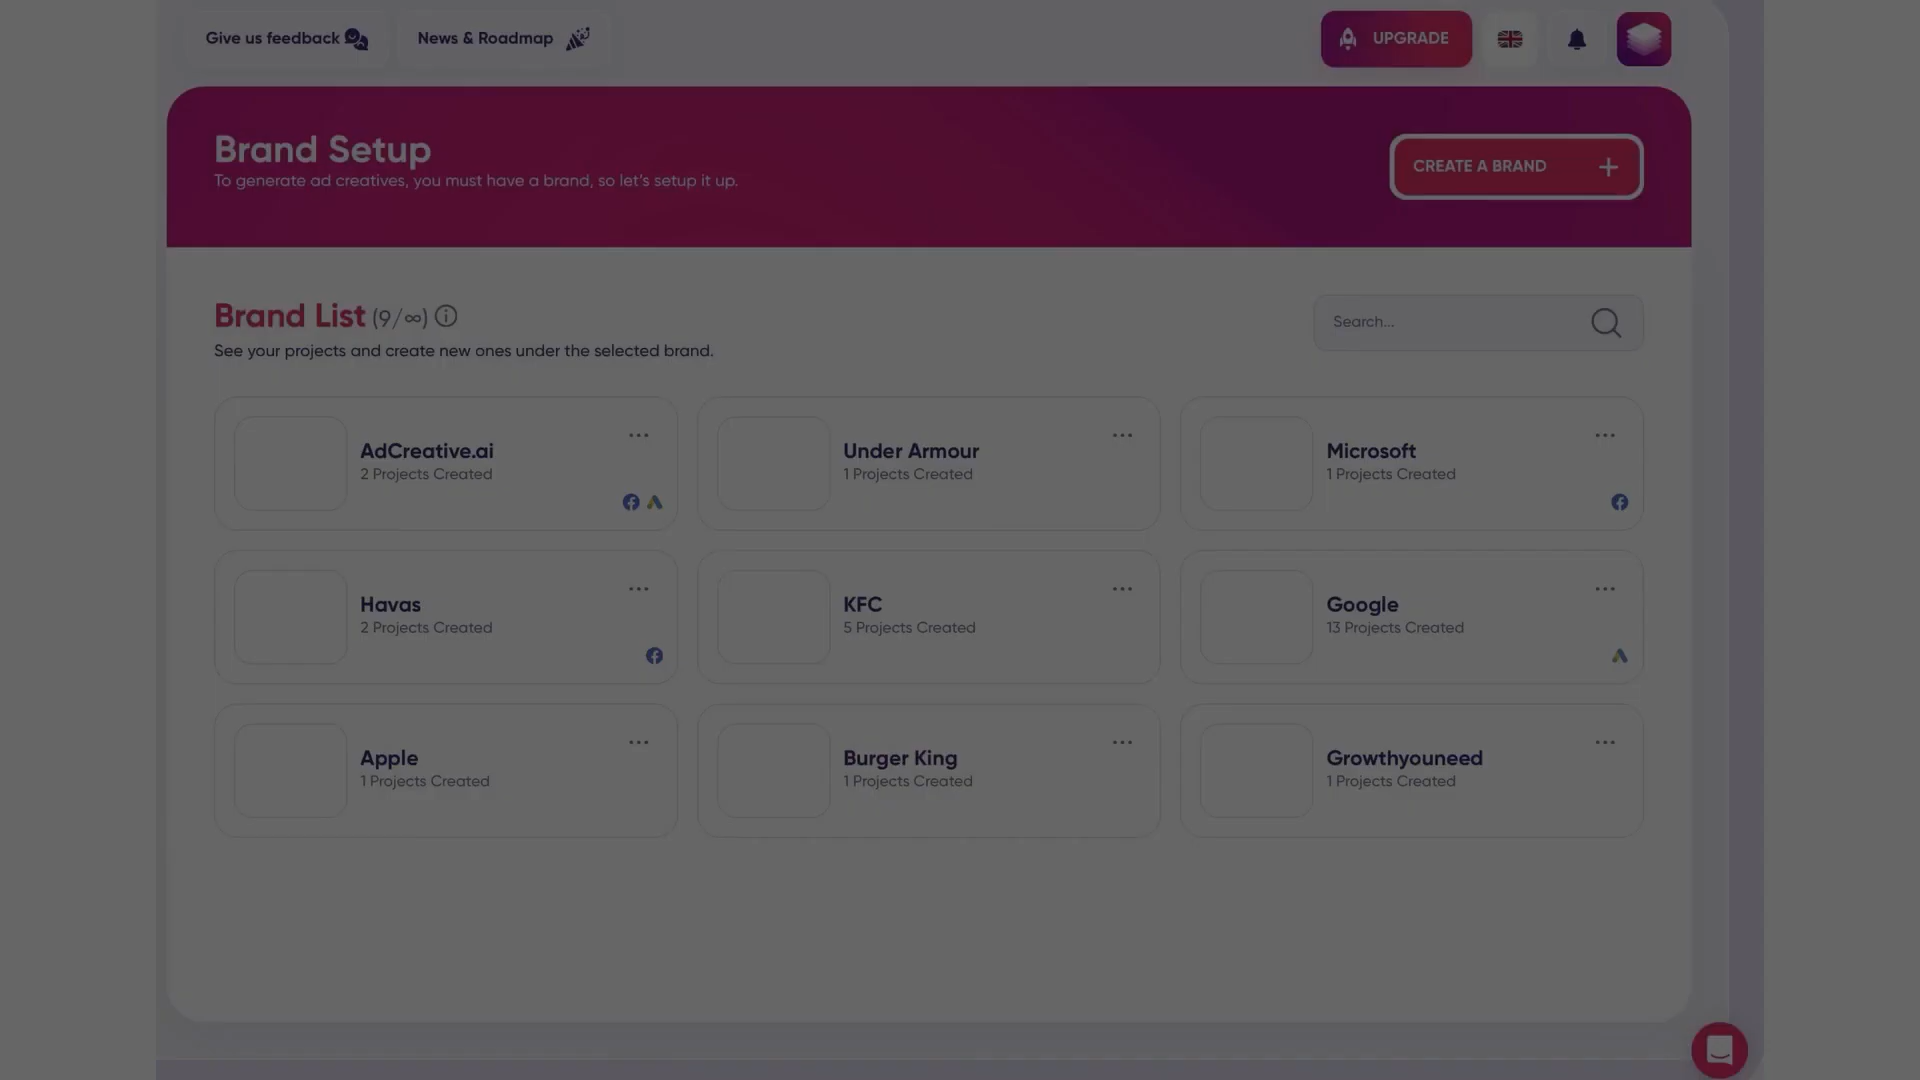 Give us feedback
News & Roadmap
UPGRADE
Brand Setup
To generate ad creatives, you must have a brand, so let's setup it up.
CREATE A BRAND
Brand List (9/∞)
See your projects and create new ones under the selected brand.
Search...
AdCreative.ai
2 Projects Created
Under Armour
1 Projects Created
Microsoft
1 Projects Created
Havas
2 Projects Created
KFC
5 Projects Created
Google
13 Projects Created
Apple
1 Projects Created
Burger King
1 Projects Created
Growthyouneed
1 Projects Created